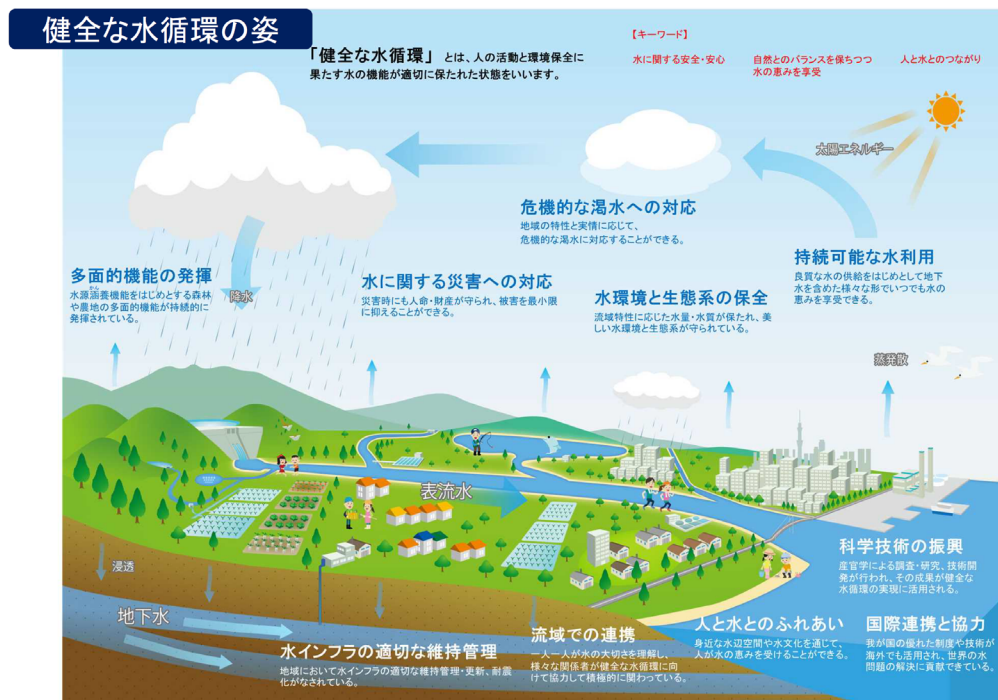 健全な水循環の姿
「健全な水循環」 とは、人の活動と環境保全に
果たす水の機能が適切に保たれた状態をいいます。
【キーワード】
水に関する安全・安心
自然とのバランスを保ちつつ
水の恵みを享受
人と水とのつながり
太陽エネルギー
危機的な渇水への対応
地域の特性と実情に応じて、
危機的な渇水に対応することができる。
持続可能な水利用
良質な水の供給をはじめとして地下
水を含めた様々な形でいつでも水の
恵みを享受できる。
多面的機能の発揮
かん
水源涵養機能をはじめとする森林
や農地の多面的機能が持続的に
発揮されている。
降水
水に関する災害への対応
災害時にも人命・財産が守られ、被害を最小限
に抑えることができる。
水環境と生態系の保全
流域特性に応じた水量・水質が保たれ、美
しい水環境と生態系が守られている。
蒸発散
表流水
浸透
地下水
科学技術の振興
産官学による調査・研究、技術開
発が行われ、その成果が健全な
水循環の実現に活用される。
水インフラの適切な維持管理
地域において水インフラの適切な維持管理・更新、耐震
化がなされている。
流域での連携
一人一人が水の大切さを理解し、
様々な関係者が健全な水循環に向
けて協力して積極的に関わっている。
人と水とのふれあい
身近な水辺空間や水文化を通じて、
人が水の恵みを受けることができる。
国際連携と協力
我が国の優れた制度や技術が
海外でも活用され、世界の水
問題の解決に貢献できている。